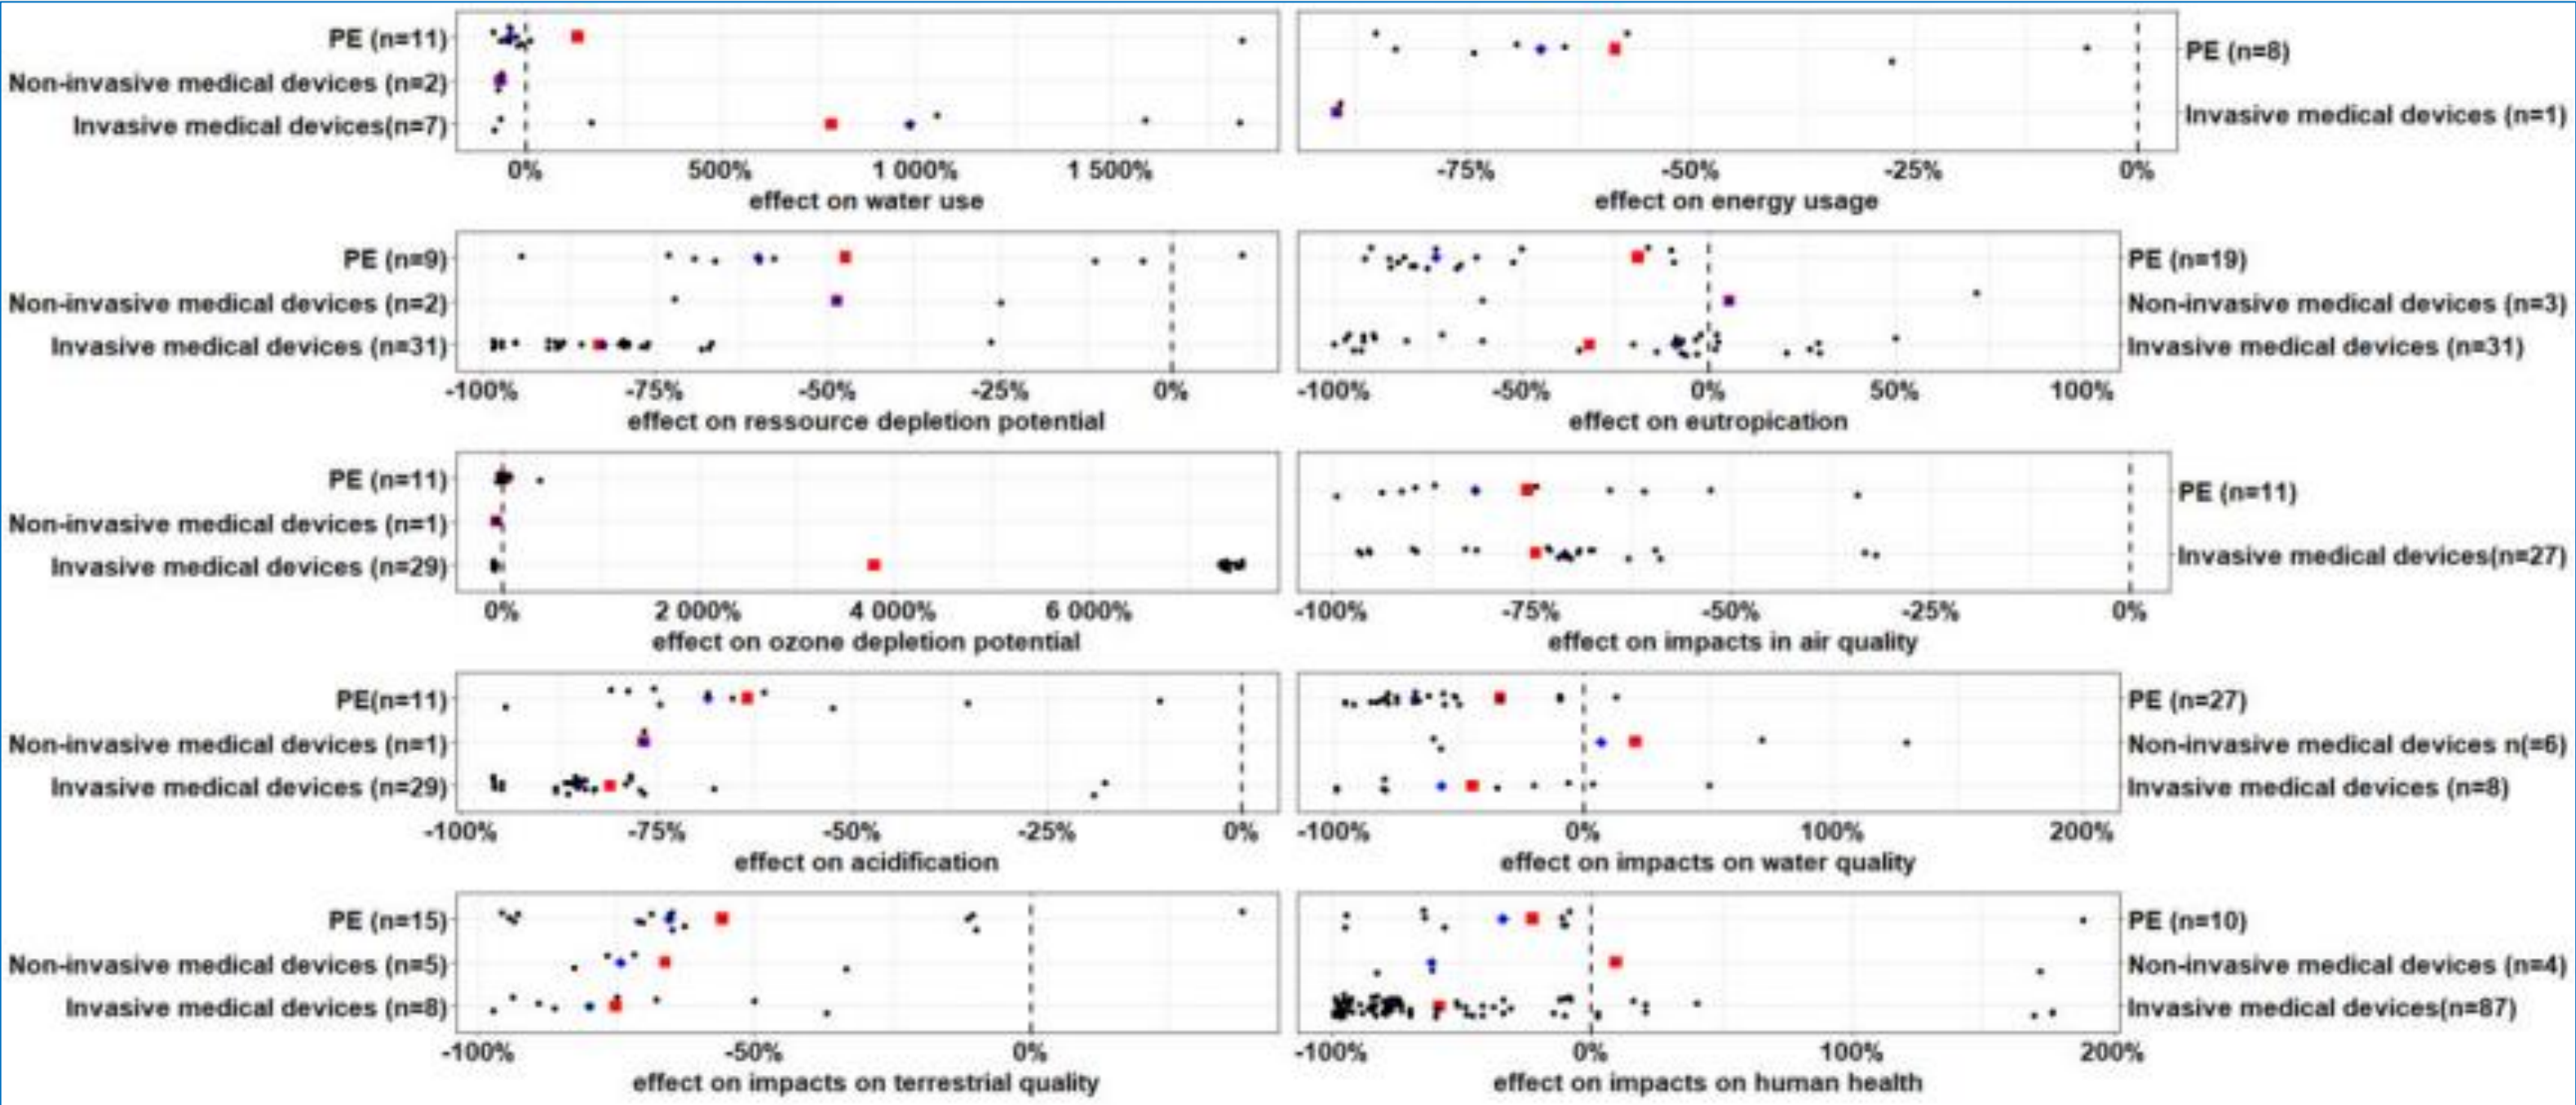 PE (n=11)
Non-invasive medical devices (n=2)
Invasive medical devices(n=7)
0% 500% 1 000% 1 500%
effect on water use
PE (n=8)
Invasive medical devices (n=1)
-75% -50% -25% 0%
effect on energy usage
PE (n=9)
Non-invasive medical devices (n=2)
Invasive medical devices (n=31)
-100% -75% -50% -25% 0%
effect on ressource depletion potential
PE (n=19)
Non-invasive medical devices (n=3)
Invasive medical devices (n=31)
-100% -50% 0% 50% 100%
effect on eutropication
PE (n=11)
Non-invasive medical devices (n=1)
Invasive medical devices (n=29)
0% 2 000% 4 000% 6 000%
effect on ozone depletion potential
PE (n=11)
Invasive medical devices(n=27)
-100% -75% -50% -25% 0%
effect on impacts in air quality
PE(n=11)
Non-invasive medical devices (n=1)
Invasive medical devices (n=29)
-100% -75% -50% -25% 0%
effect on acidification
PE (n=27)
Non-invasive medical devices n(=6)
Invasive medical devices (n=8)
-100% 0% 100% 200%
effect on impacts on water quality
PE (n=15)
Non-invasive medical devices (n=5)
Invasive medical devices (n=8)
-100% -50% 0%
effect on impacts on terrestrial quality
PE (n=10)
Non-invasive medical devices (n=4)
Invasive medical devices(n=87)
-100% 0% 100% 200%
effect on impacts on human health